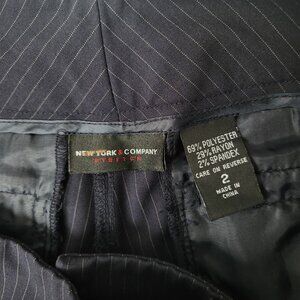 NEW YORK & COMPANY
STRETCH
69% POLYESTER
29% RAYON
2% SPANDEX
CARE ON REVERSE
2
MADE IN
CHINA